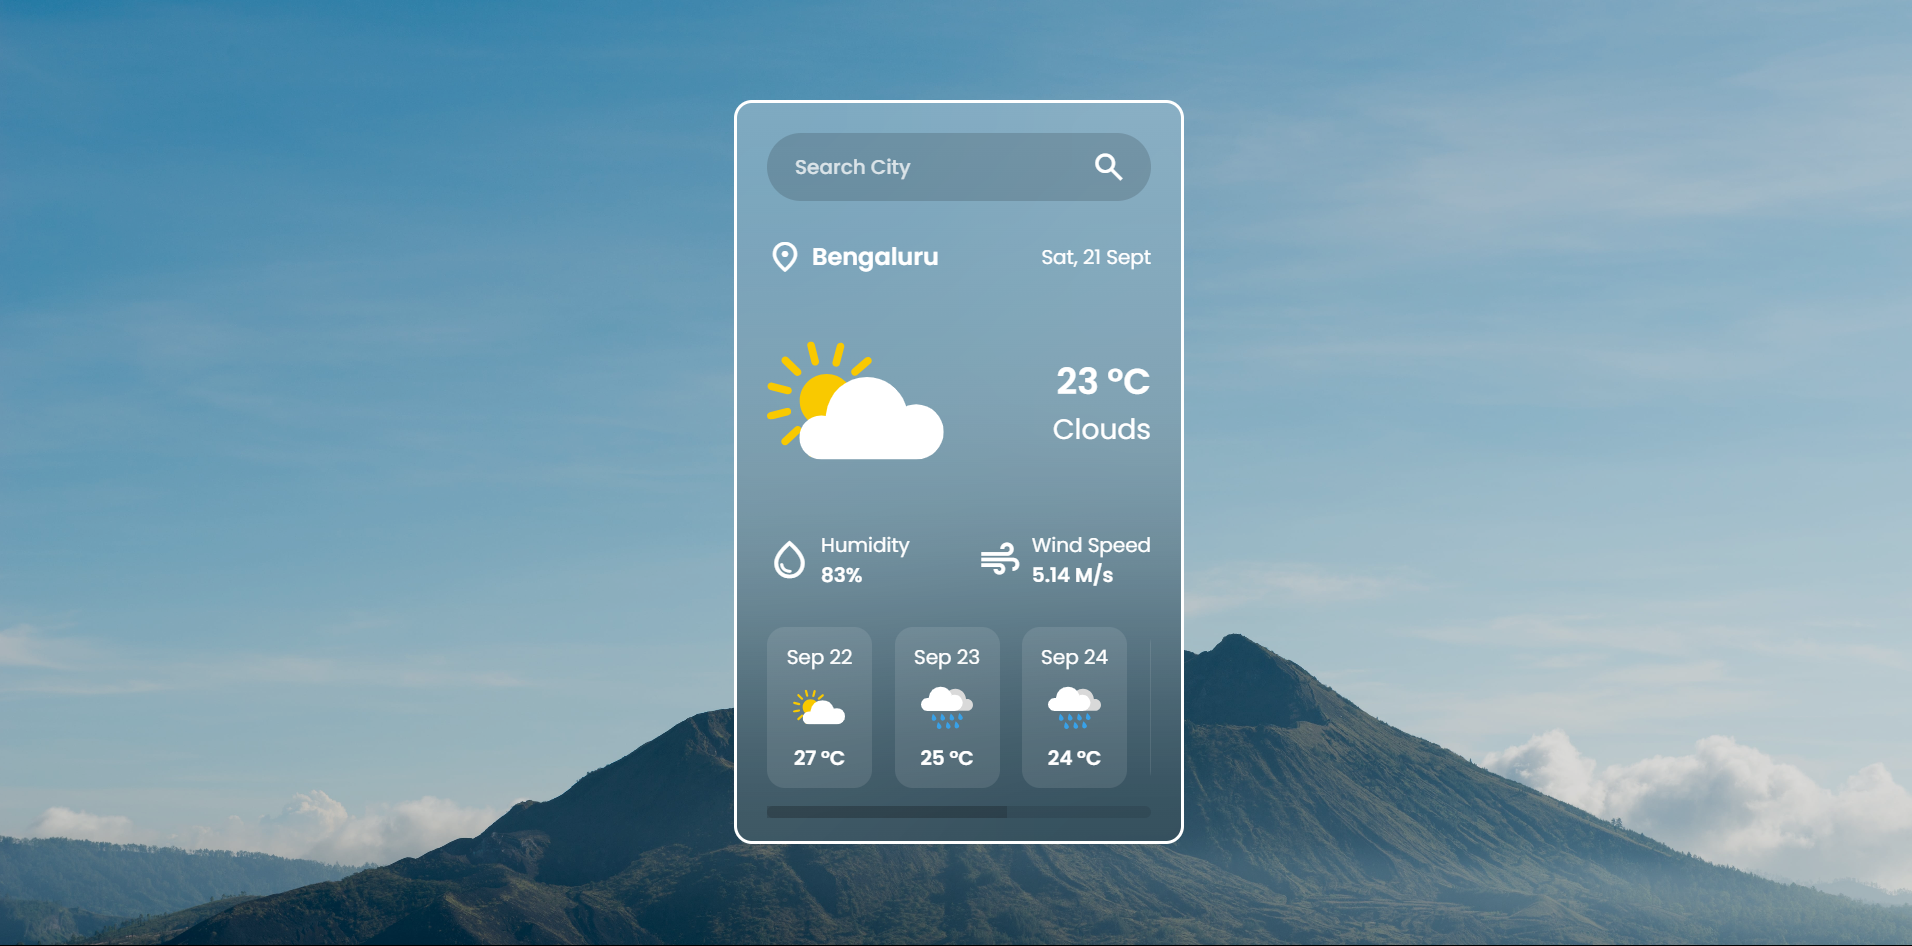 Search City
Bengaluru
Sat, 21 Sept
23 °C
Clouds
Humidity
83%
Wind Speed
5.14 M/s
Sep 22
27 °C
Sep 23
25 °C
Sep 24
24 °C